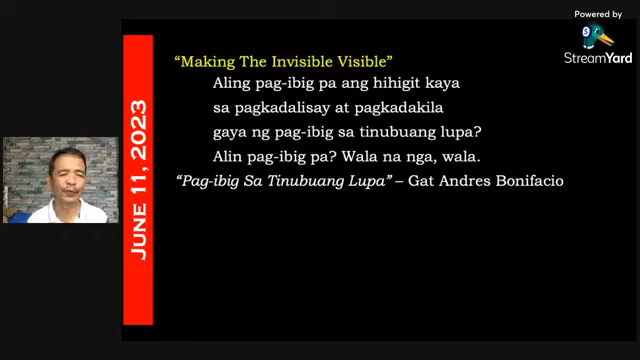 Powered by
StreamYard
“Making The Invisible Visible”
Aling pag-ibig pa ang hihigit kaya
sa pagkadalisay at pagkadakila
gaya ng pag-ibig sa tinubuang lupa?
Alin pag-ibig pa? Wala na nga, wala.
“Pag-ibig Sa Tinubuang Lupa” – Gat Andres Bonifacio
June 11, 2023